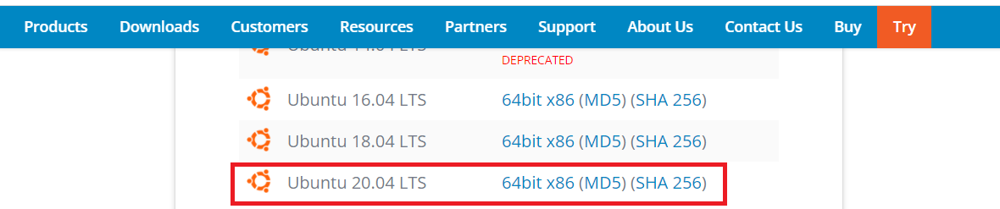 Products Downloads Customers Resources Partners Support About Us Contact Us Buy Try
DEPRECATED
Ubuntu 16.04 LTS 64bit x86 (MD5) (SHA 256)
Ubuntu 18.04 LTS 64bit x86 (MD5) (SHA 256)
Ubuntu 20.04 LTS 64bit x86 (MD5) (SHA 256)